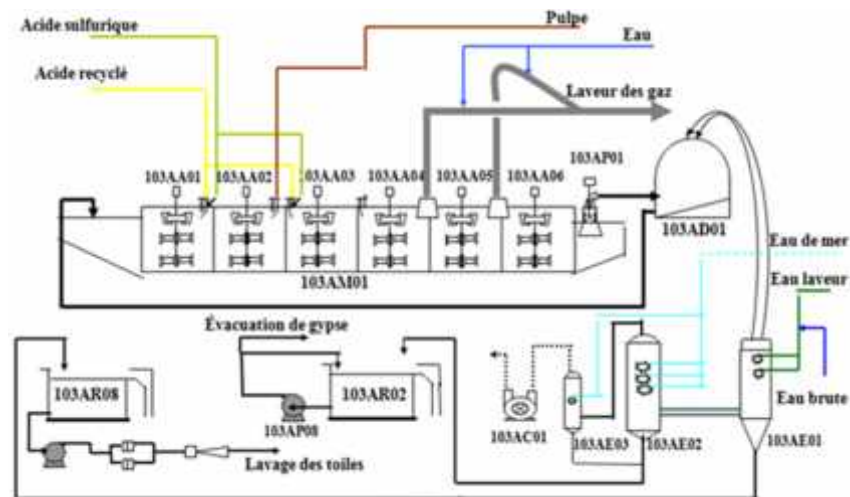 Acide sulfurique
Pulpe
Eau
Acide recyclé
Laveur des gaz
103AP01
103AA01 103AA02 103AA03 103AA04 103AA05 103AA06
103AD01
Eau de mer
103AM01
Eau laveur
Évacuation de gypse
103AR08
103AR02
Eau brute
103AP08
103AC01
103AE03
103AE02
103AE01
Lavage des toiles